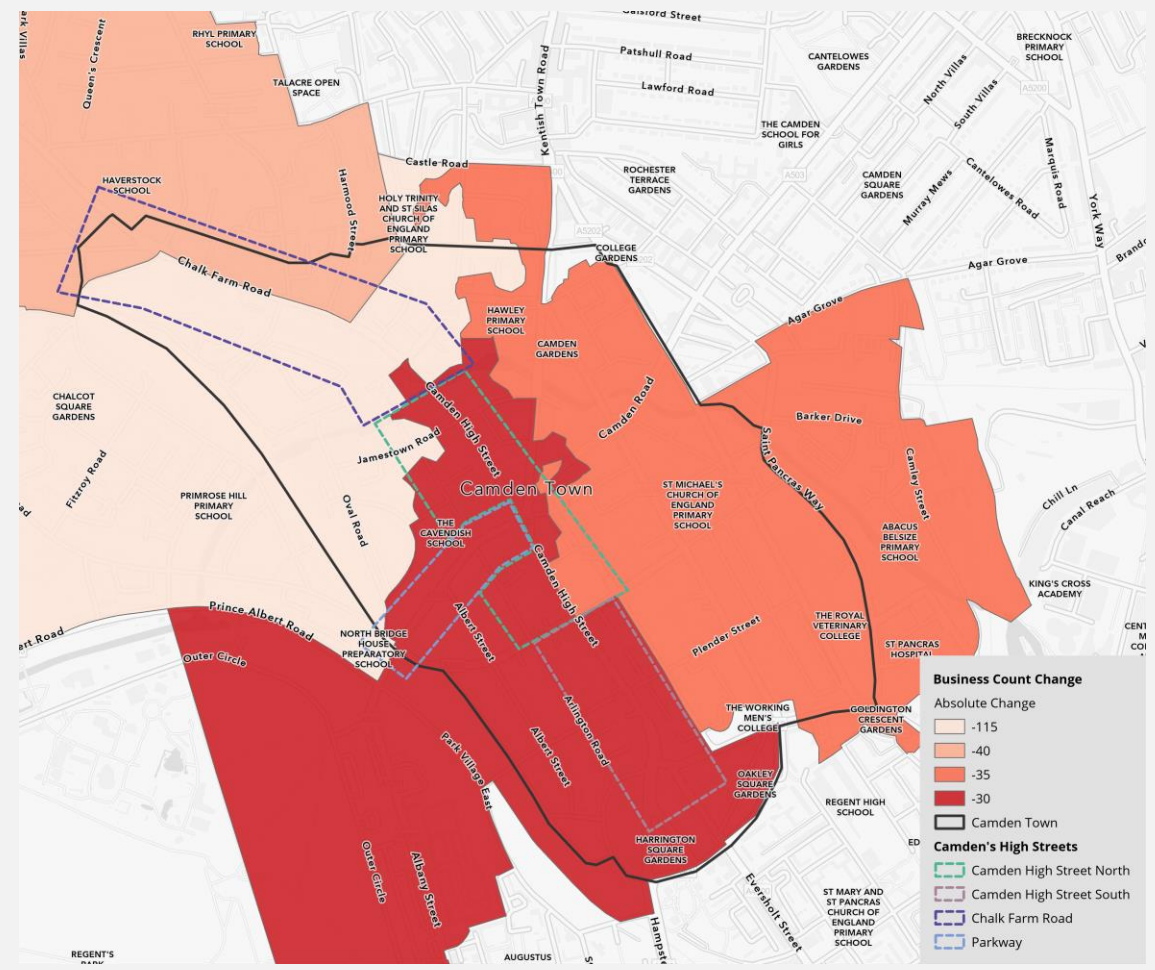 Gaisford Street
ark Villas
Queen's Crescent
RHYL PRIMARY
SCHOOL
TALACRE OPEN
SPACE
Kentish Town Road
Patshull Road
Lawford Road
CANTELOWES
GARDENS
North Villas
South Villas
BRECKNOCK
PRIMARY
SCHOOL
A5200
THE CAMDEN
SCHOOL FOR
GIRLS
Marquis Road
Castle Road
ROCHESTER
TERRACE
GARDENS
A503
CAMDEN
SQUARE
GARDENS
Murray Mews
Cantelowes Road
York Way
HAVERSTOCK
SCHOOL
Harmood Street
HOLY TRINITY
AND ST SILAS
CHURCH OF
ENGLAND
PRIMARY
SCHOOL
A5202
COLLEGE
GARDENS
Agar Grove
Brando
Chalk Farm Road
Agar Grove
HAWLEY
PRIMARY
SCHOOL
CAMDEN
GARDENS
CHALCOT
SQUARE
GARDENS
Camden High Street
Camden Road
Barker Drive
Jamestown Road
Saint Pancras Way
Camley Street
Fitzroy Road
PRIMROSE HILL
PRIMARY
SCHOOL
Oval Road
Camden Town
ST MICHAEL'S
CHURCH OF
ENGLAND
PRIMARY
SCHOOL
Chill Ln
Canal Reach
THE
CAVENDISH
SCHOOL
ABACUS
BELSIZE
PRIMARY
SCHOOL
Camden High Street
KING'S CROSS
ACADEMY
Prince Albert Road
ert Road
Albert Street
NORTH BRIDGE
HOUSE
PREPARATORY
SCHOOL
Plender Street
THE ROYAL
VETERINARY
COLLEGE
ST PANCRAS
HOSPITAL
Outer Circle
Arlington Road
Albert Street
Park Village East
THE WORKING
MEN'S
COLLEGE
GOLDINGTON
CRESCENT
GARDENS
OAKLEY
SQUARE
GARDENS
REGENT HIGH
SCHOOL
HARRINGTON
SQUARE
GARDENS
Outer Circle
Albany Street
Eversholt Street
ST MARY AND
ST PANCRAS
CHURCH OF
ENGLAND
PRIMARY
SCHOOL
Hampste
REGENT'S
PARK
AUGUSTUS
Business Count Change
Absolute Change
-115
-40
-35
-30
Camden Town
Camden's High Streets
Camden High Street North
Camden High Street South
Chalk Farm Road
Parkway